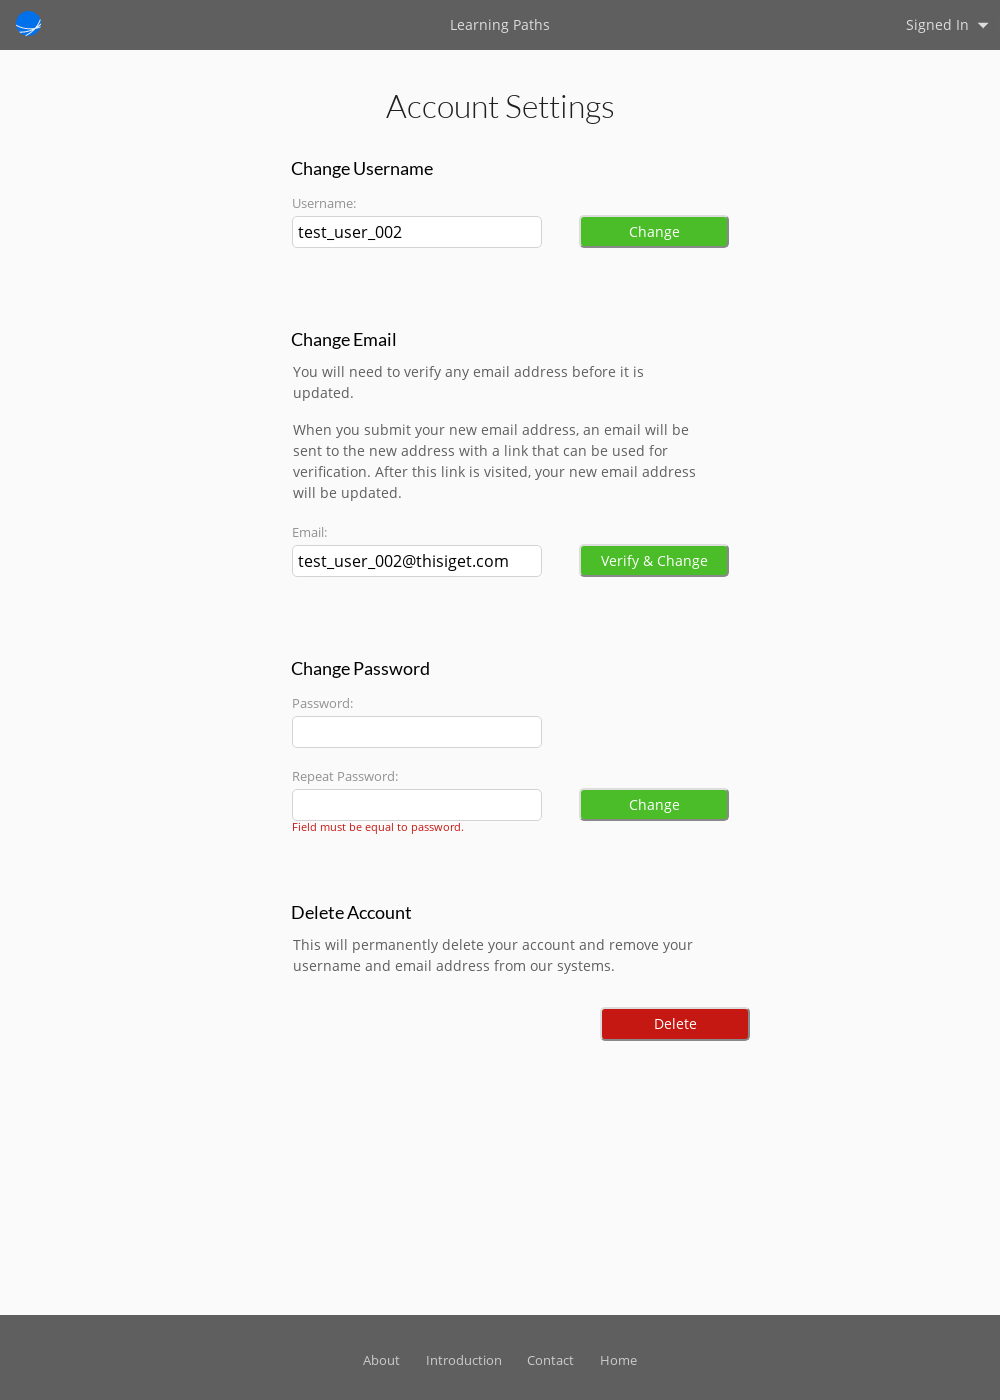 Learning Paths
Signed In
Account Settings
Change Username
Username:
test_user_002
Change
Change Email
You will need to verify any email address before it is
updated.
When you submit your new email address, an email will be
sent to the new address with a link that can be used for
verification. After this link is visited, your new email address
will be updated.
Email:
test_user_002@thisiget.com
Verify & Change
Change Password
Password:
Repeat Password:
Change
Field must be equal to password.
Delete Account
This will permanently delete your account and remove your
username and email address from our systems.
Delete
About Introduction Contact Home